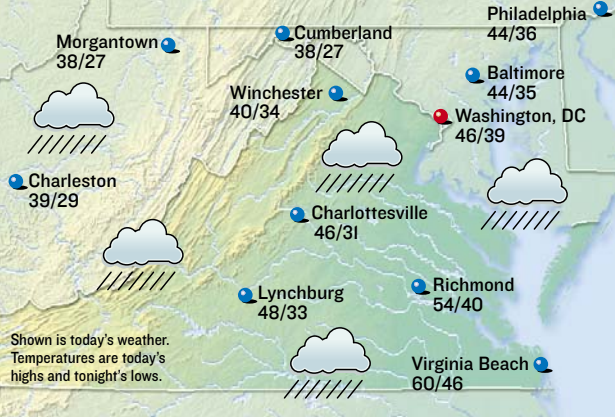 Philadelphia
44/36
Cumberland
38/27
Morgantown
38/27
Baltimore
44/35
Winchester
40/34
Washington, DC
46/39
Charleston
39/29
Charlottesville
46/31
Richmond
54/40
Lynchburg
48/33
Shown is today's weather.
Temperatures are today's
highs and tonight's lows.
Virginia Beach
60/46